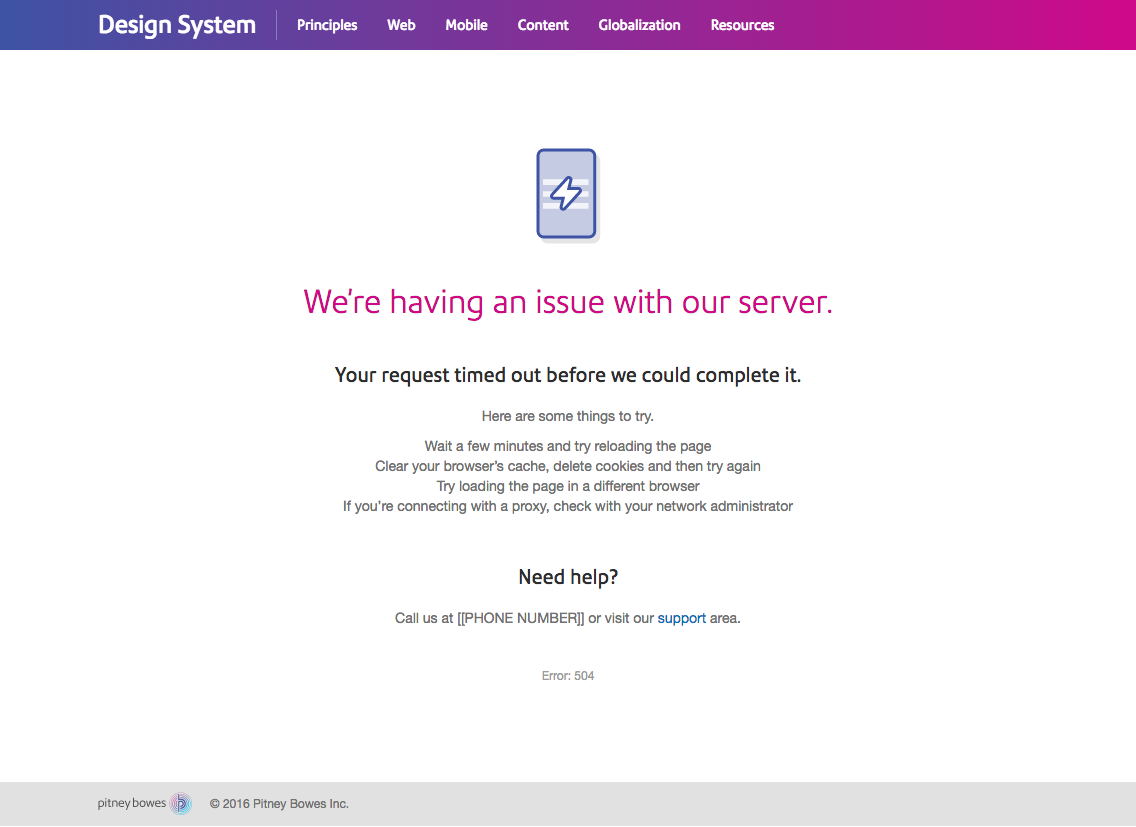 Design System
Principles Web Mobile Content Globalization Resources
We're having an issue with our server.
Your request timed out before we could complete it.
Here are some things to try.
Wait a few minutes and try reloading the page
Clear your browser’s cache, delete cookies and then try again
Try loading the page in a different browser
If you’re connecting with a proxy, check with your network administrator
Need help?
Call us at [[PHONE NUMBER]] or visit our support area.
Error: 504
pitney bowes © 2016 Pitney Bowes Inc.